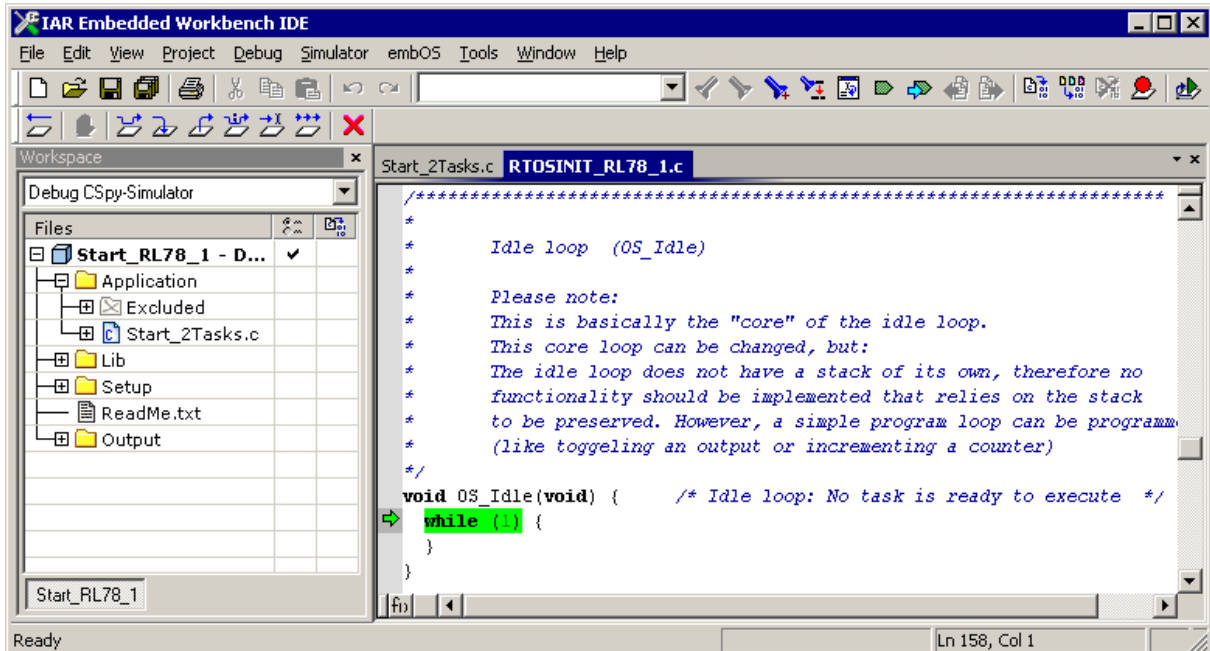 IAR Embedded Workbench IDE
File Edit View Project Debug Simulator embOS Tools Window Help
Workspace
Debug CSpy-Simulator
Files
Start_RL78_1 - D...
Application
Excluded
Start_2Tasks.c
Lib
Setup
ReadMe.txt
Output
Start_RL78_1
Start_2Tasks.c RTOSINIT_RL78_1.c
/*********************************************************************
*
*       Idle loop  (OS_Idle)
*
*       Please note:
*       This is basically the "core" of the idle loop.
*       This core loop can be changed, but:
*       The idle loop does not have a stack of its own, therefore no
*       functionality should be implemented that relies on the stack
*       to be preserved. However, a simple program loop can be programm
*       (like toggeling an output or incrementing a counter)
*/
void OS_Idle(void) {     /* Idle loop: No task is ready to execute  */
  while (1) {
  }
}
Ready
Ln 158, Col 1